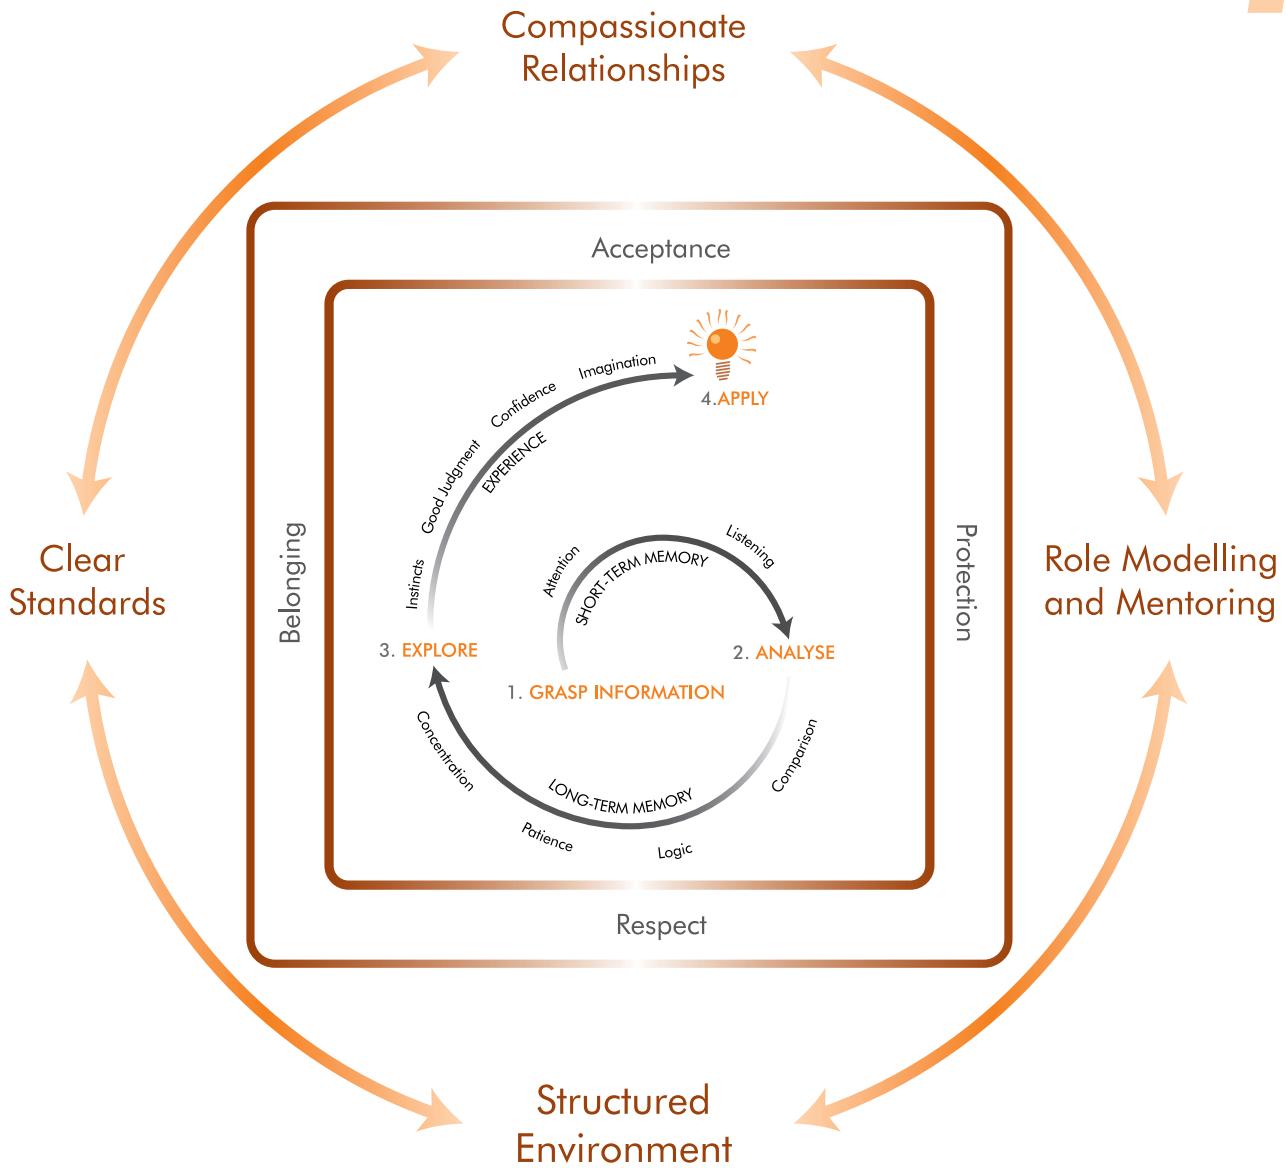 Compassionate
Relationships
Acceptance
Imagination
Confidence
4.APPLY
Good Judgment
EXPERIENCE
Listening
Clear
Standards
Belonging
Instincts
Attention
SHORT-TERM MEMORY
Protection
Role Modelling
and Mentoring
3. EXPLORE
2. ANALYSE
1. GRASP INFORMATION
Concentration
Comparison
LONG-TERM MEMORY
Patience
Logic
Respect
Structured
Environment